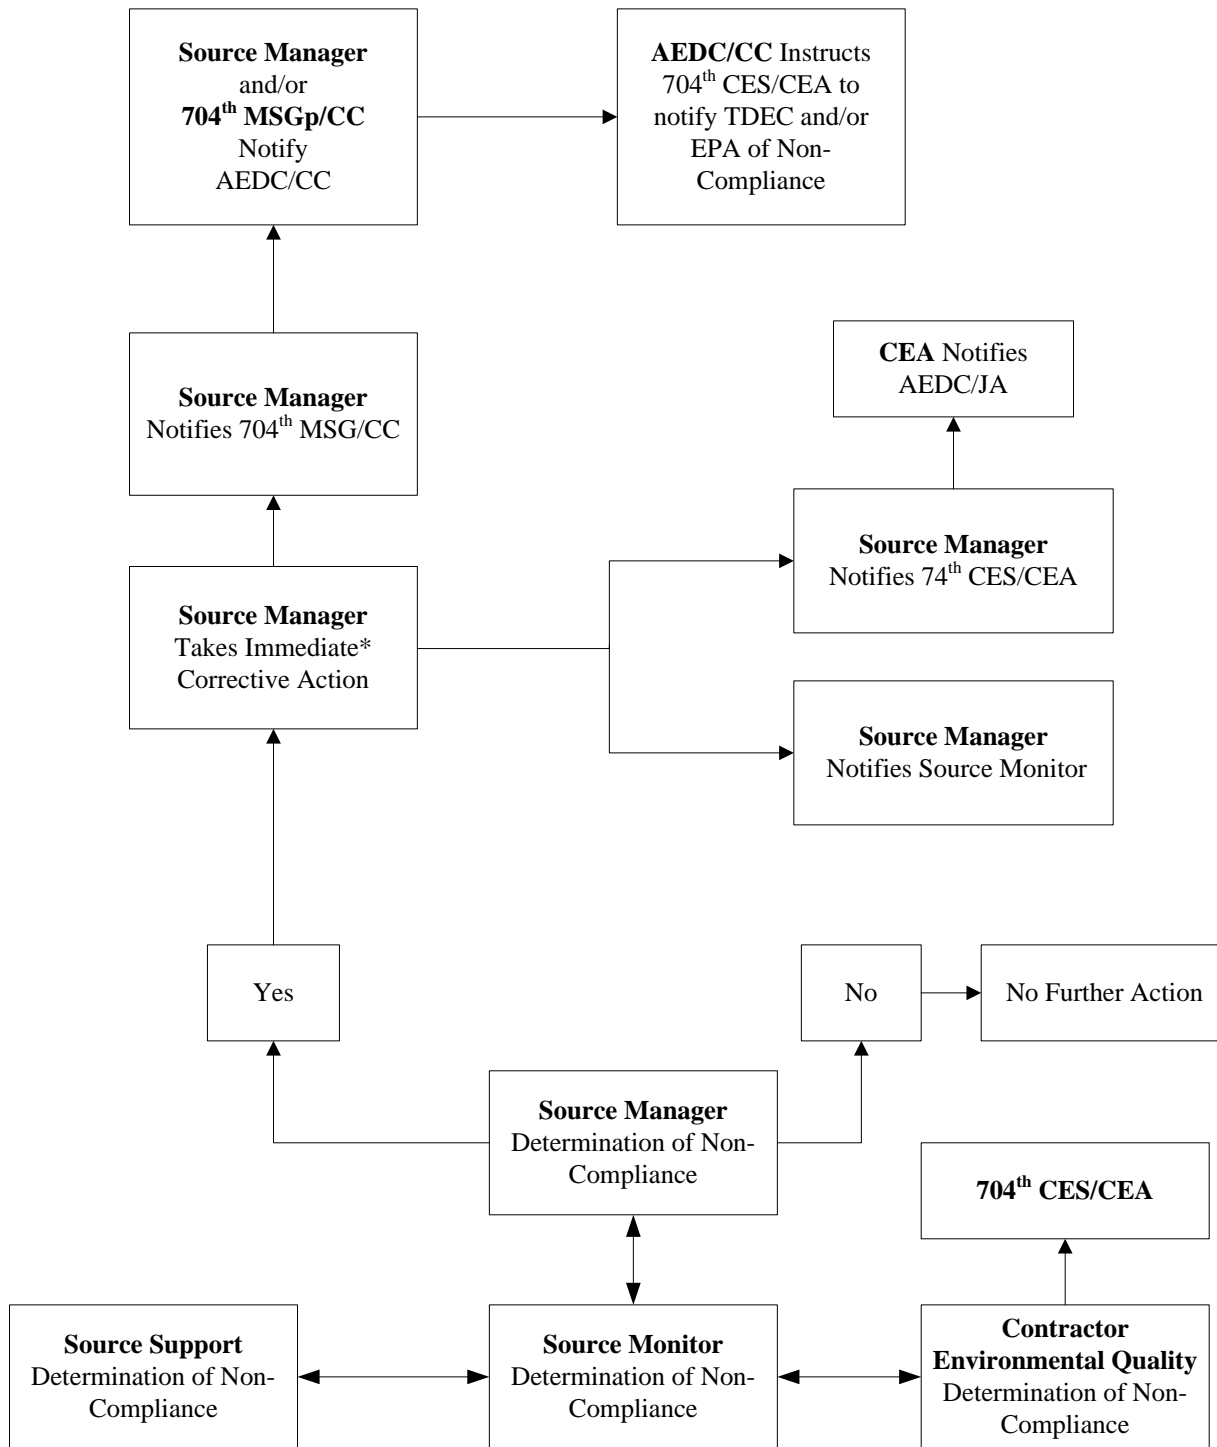 Source Manager
and/or
704th MSGp/CC
Notify
AEDC/CC
AEDC/CC Instructs
704th CES/CEA to
notify TDEC and/or
EPA of Non-
Compliance
CEA Notifies
AEDC/JA
Source Manager
Notifies 704th MSG/CC
Source Manager
Notifies 74th CES/CEA
Source Manager
Takes Immediate*
Corrective Action
Source Manager
Notifies Source Monitor
Yes
No
No Further Action
Source Manager
Determination of Non-
Compliance
704th CES/CEA
Source Support
Determination of Non-
Compliance
Source Monitor
Determination of Non-
Compliance
Contractor
Environmental Quality
Determination of Non-
Compliance